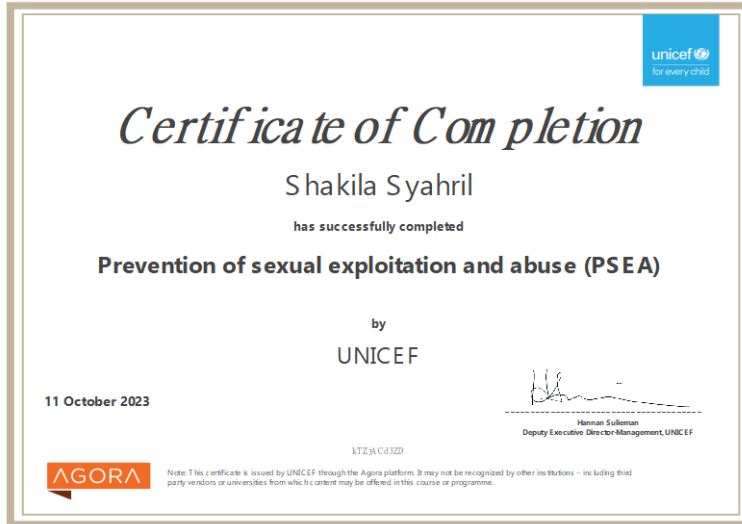 unicef
for every child
Certificate of Completion
Shakila Syahril
has successfully completed
Prevention of sexual exploitation and abuse (PSEA)
by
UNICEF
11 October 2023
Hannan Sulieman
Deputy Executive Director-Management, UNICEF
kTZjACd3ZD
AGORA
Note: This certificate is issued by UNICEF through the Agora platform. It may not be recognized by other institutions – including third
party vendors or universities from which content may be offered in this course or programme.